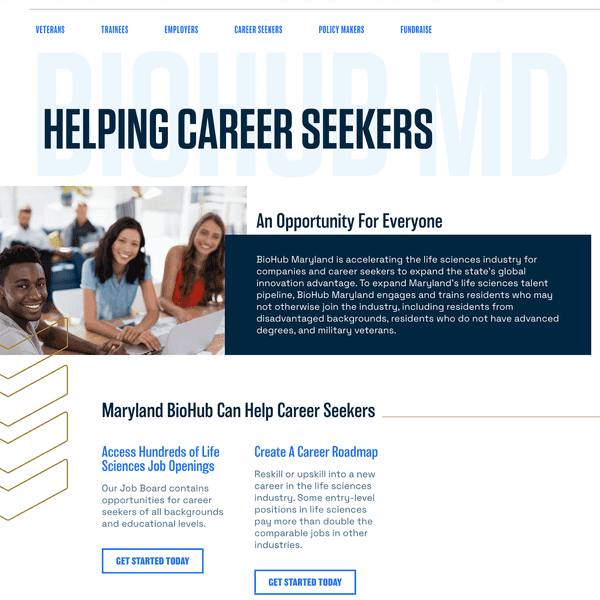 VETERANS TRAINEES EMPLOYERS CAREER SEEKERS POLICY MAKERS FUNDRAISE
BIOHUB MD
HELPING CAREER SEEKERS
An Opportunity For Everyone
BioHub Maryland is accelerating the life sciences industry for
companies and career seekers to expand the state's global
innovation advantage. To expand Maryland's life sciences talent
pipeline, BioHub Maryland engages and trains residents who may
not otherwise join the industry, including residents from
disadvantaged backgrounds, residents who do not have advanced
degrees, and military veterans.
Maryland BioHub Can Help Career Seekers
Access Hundreds of Life
Sciences Job Openings
Our Job Board contains
opportunities for career
seekers of all backgrounds
and educational levels.
GET STARTED TODAY
Create A Career Roadmap
Reskill or upskill into a new
career in the life sciences
industry. Some entry-level
positions in life sciences
pay more than double the
comparable jobs in other
industries.
GET STARTED TODAY